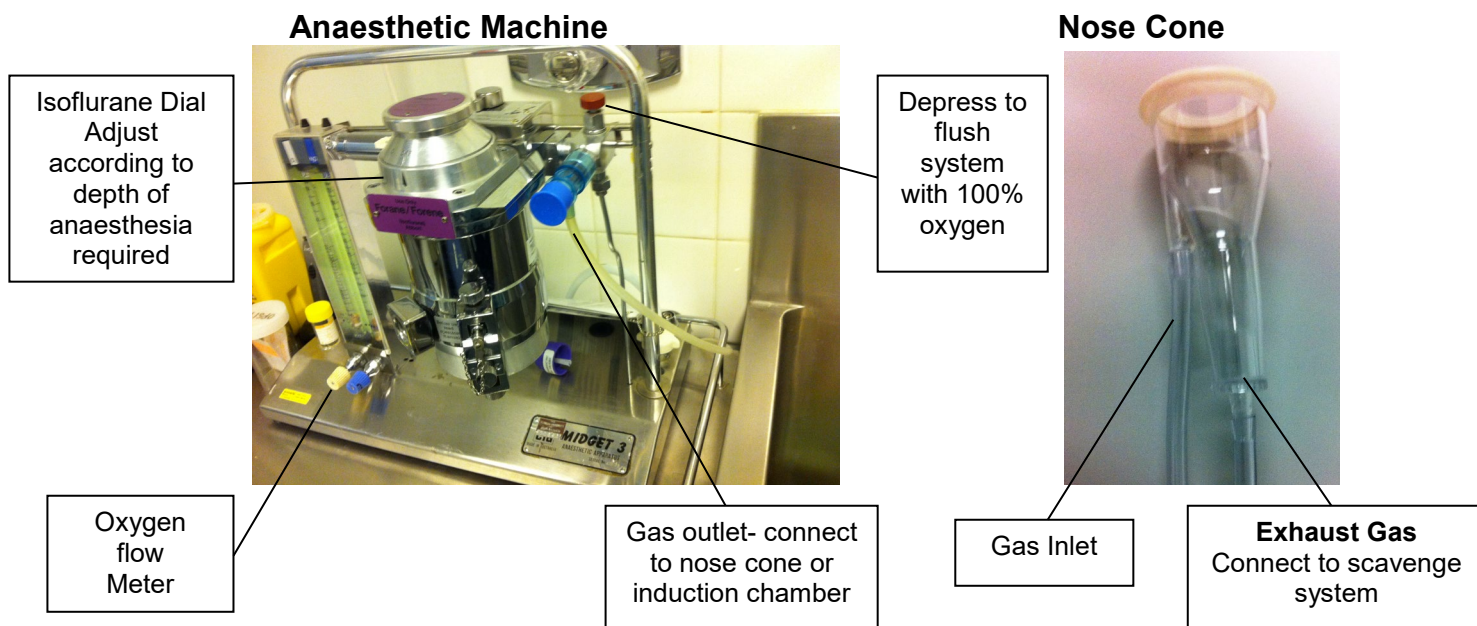 Anaesthetic Machine
Nose Cone
Isoflurane Dial
Adjust
according to
depth of
anaesthesia
required
Depress to
flush
system
with 100%
oxygen
Forane/Forene
MIDGET 3
ANAESTHETIC APPARATUS
Oxygen
flow
Meter
Gas outlet- connect
to nose cone or
induction chamber
Gas Inlet
Exhaust Gas
Connect to scavenge
system